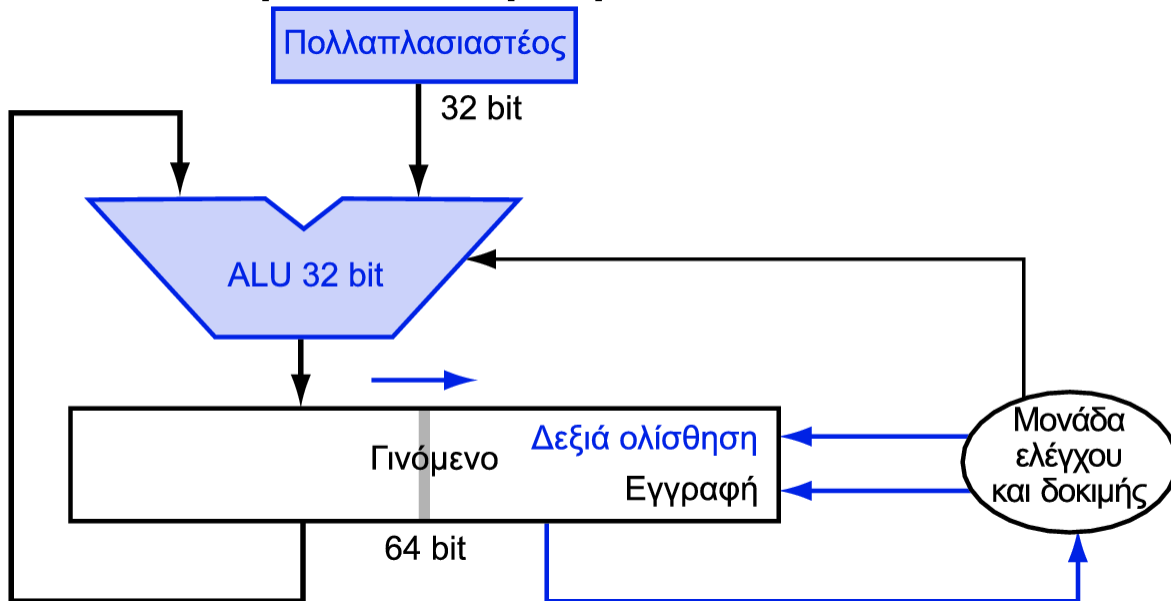 Πολλαπλασιαστέος
32 bit
ALU 32 bit
Γινόμενο
Δεξιά ολίσθηση
Εγγραφή
64 bit
Μονάδα
ελέγχου
και δοκιμής